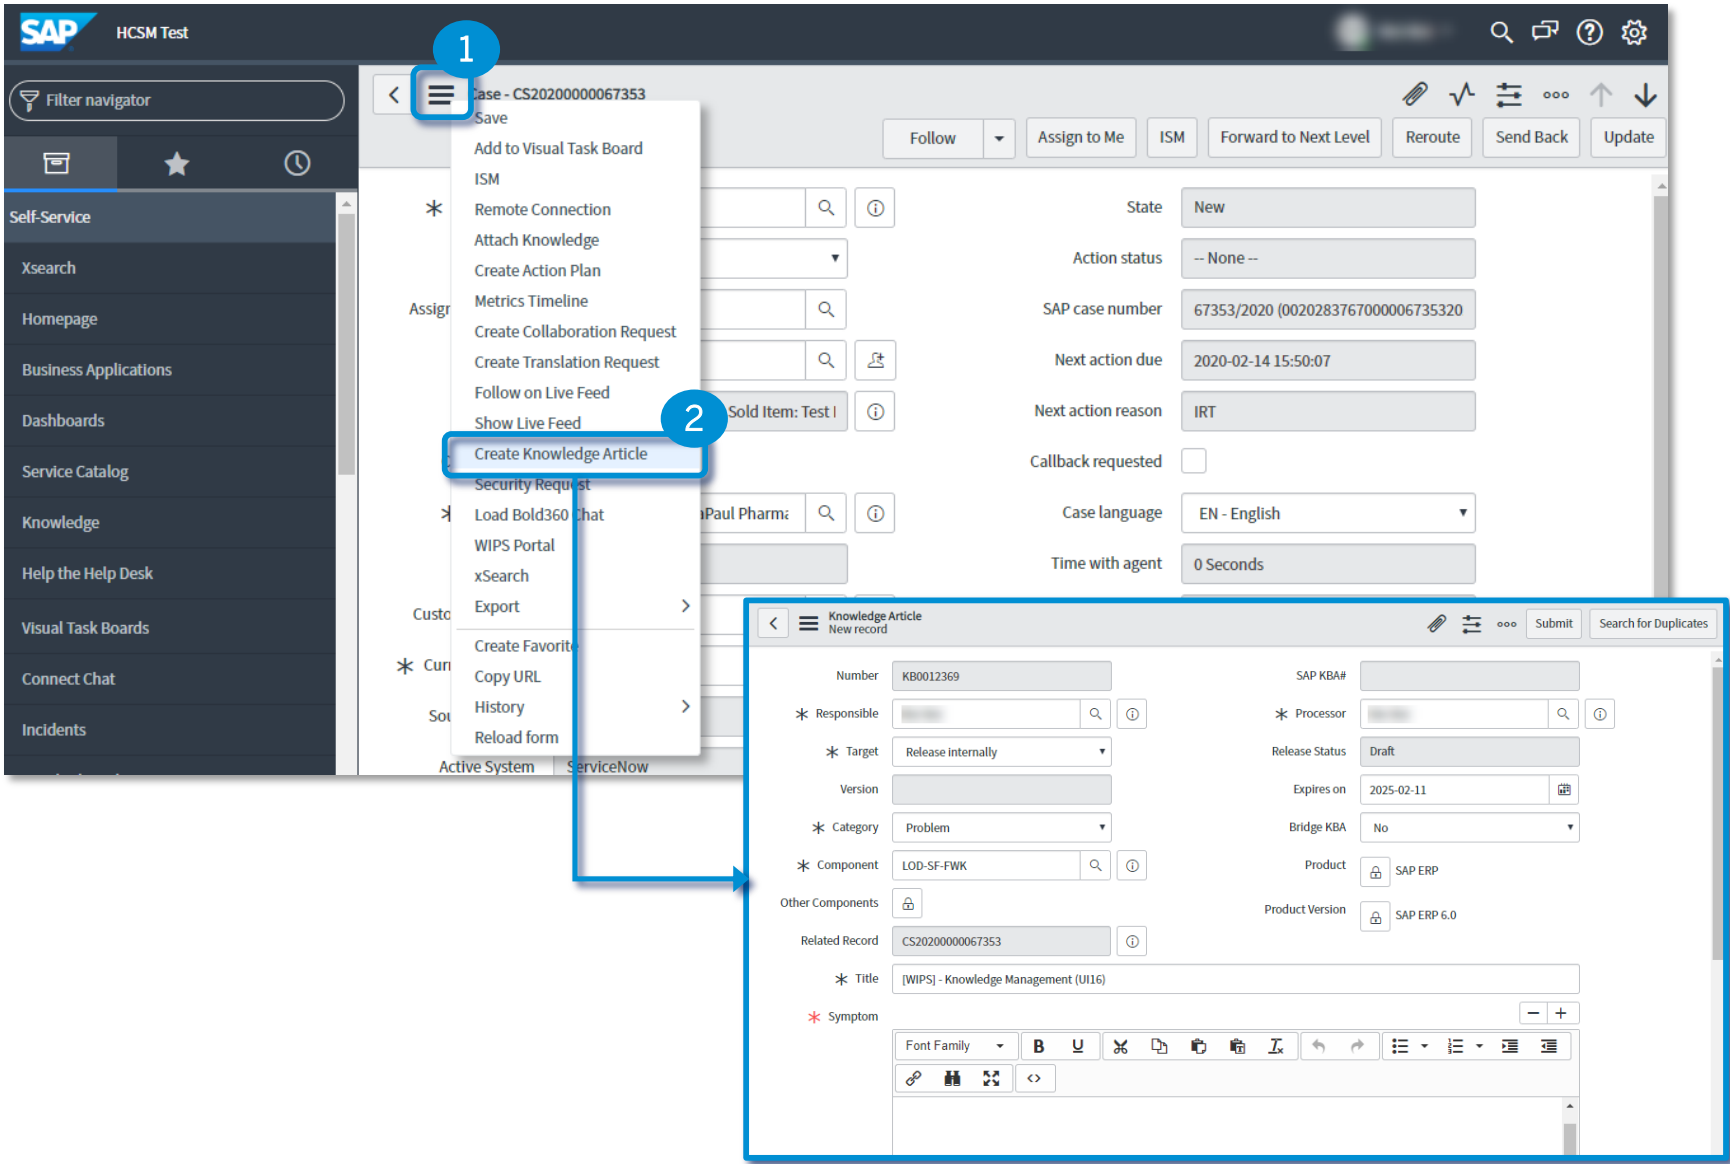 SAP
HCSM Test
1
Filter navigator
Case - CS20200000067353
Follow
Assign to Me
ISM
Forward to Next Level
Reroute
Send Back
Update
Self-Service
Xsearch
Homepage
Business Applications
Dashboards
Service Catalog
Knowledge
Help the Help Desk
Visual Task Boards
Connect Chat
Incidents
Save
Add to Visual Task Board
ISM
Remote Connection
Attach Knowledge
Create Action Plan
Metrics Timeline
Create Collaboration Request
Create Translation Request
Follow on Live Feed
Show Live Feed
2
Create Knowledge Article
Security Request
Load Bold360 Chat
WIPS Portal
xSearch
Export
Create Favorite
Copy URL
History
Reload form
Assigr
Sold Item: Test
aPaul Pharma
Custo
Curr
Sou
Active System
ServiceNow
State
New
Action status
-- None --
SAP case number
67353/2020 (0020283767000006735320
Next action due
2020-02-14 15:50:07
Next action reason
IRT
Callback requested
Case language
EN - English
Time with agent
0 Seconds
Knowledge Article
New record
Submit
Search for Duplicates
Number
KB0012369
SAP KBA#
Responsible
Processor
Target
Release internally
Release Status
Draft
Version
Expires on
2025-02-11
Category
Problem
Bridge KBA
No
Component
LOD-SF-FWK
Product
SAP ERP
Other Components
Product Version
SAP ERP 6.0
Related Record
CS20200000067353
Title
[WIPS] - Knowledge Management (UI16)
Symptom
Font Family
B
U